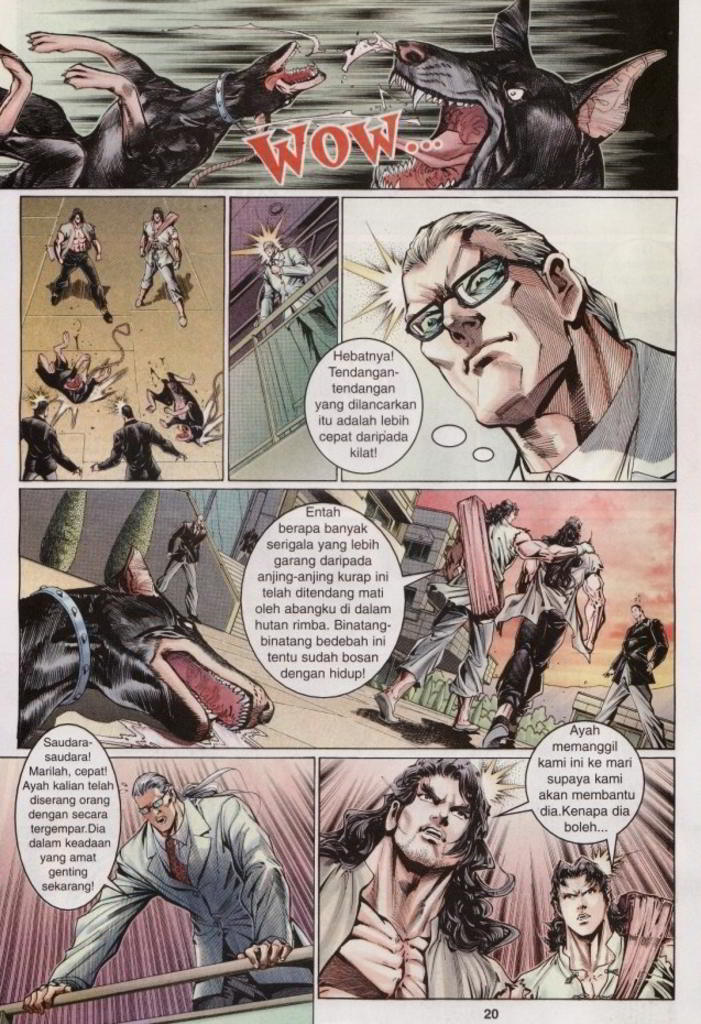 WOW...
Hebatnya!
Tendangan-
tendangan
yang dilancarkan
itu adalah lebih
cepat daripada
kilat!
Entah
berapa banyak
serigala yang lebih
garang daripada
anjing-anjing kurap ini
telah ditendang mati
oleh abangku di dalam
hutan rimba. Binatang-
binatang bedebah ini
tentu sudah bosan
dengan hidup!
Saudara-
saudara!
Marilah, cepat!
Ayah kalian telah
diserang orang
dengan secara
tergempar.Dia
dalam keadaan
yang amat
genting
sekarang!
Ayah
memanggil
kami ini ke mari
supaya kami
akan membantu
dia.Kenapa dia
boleh...
20